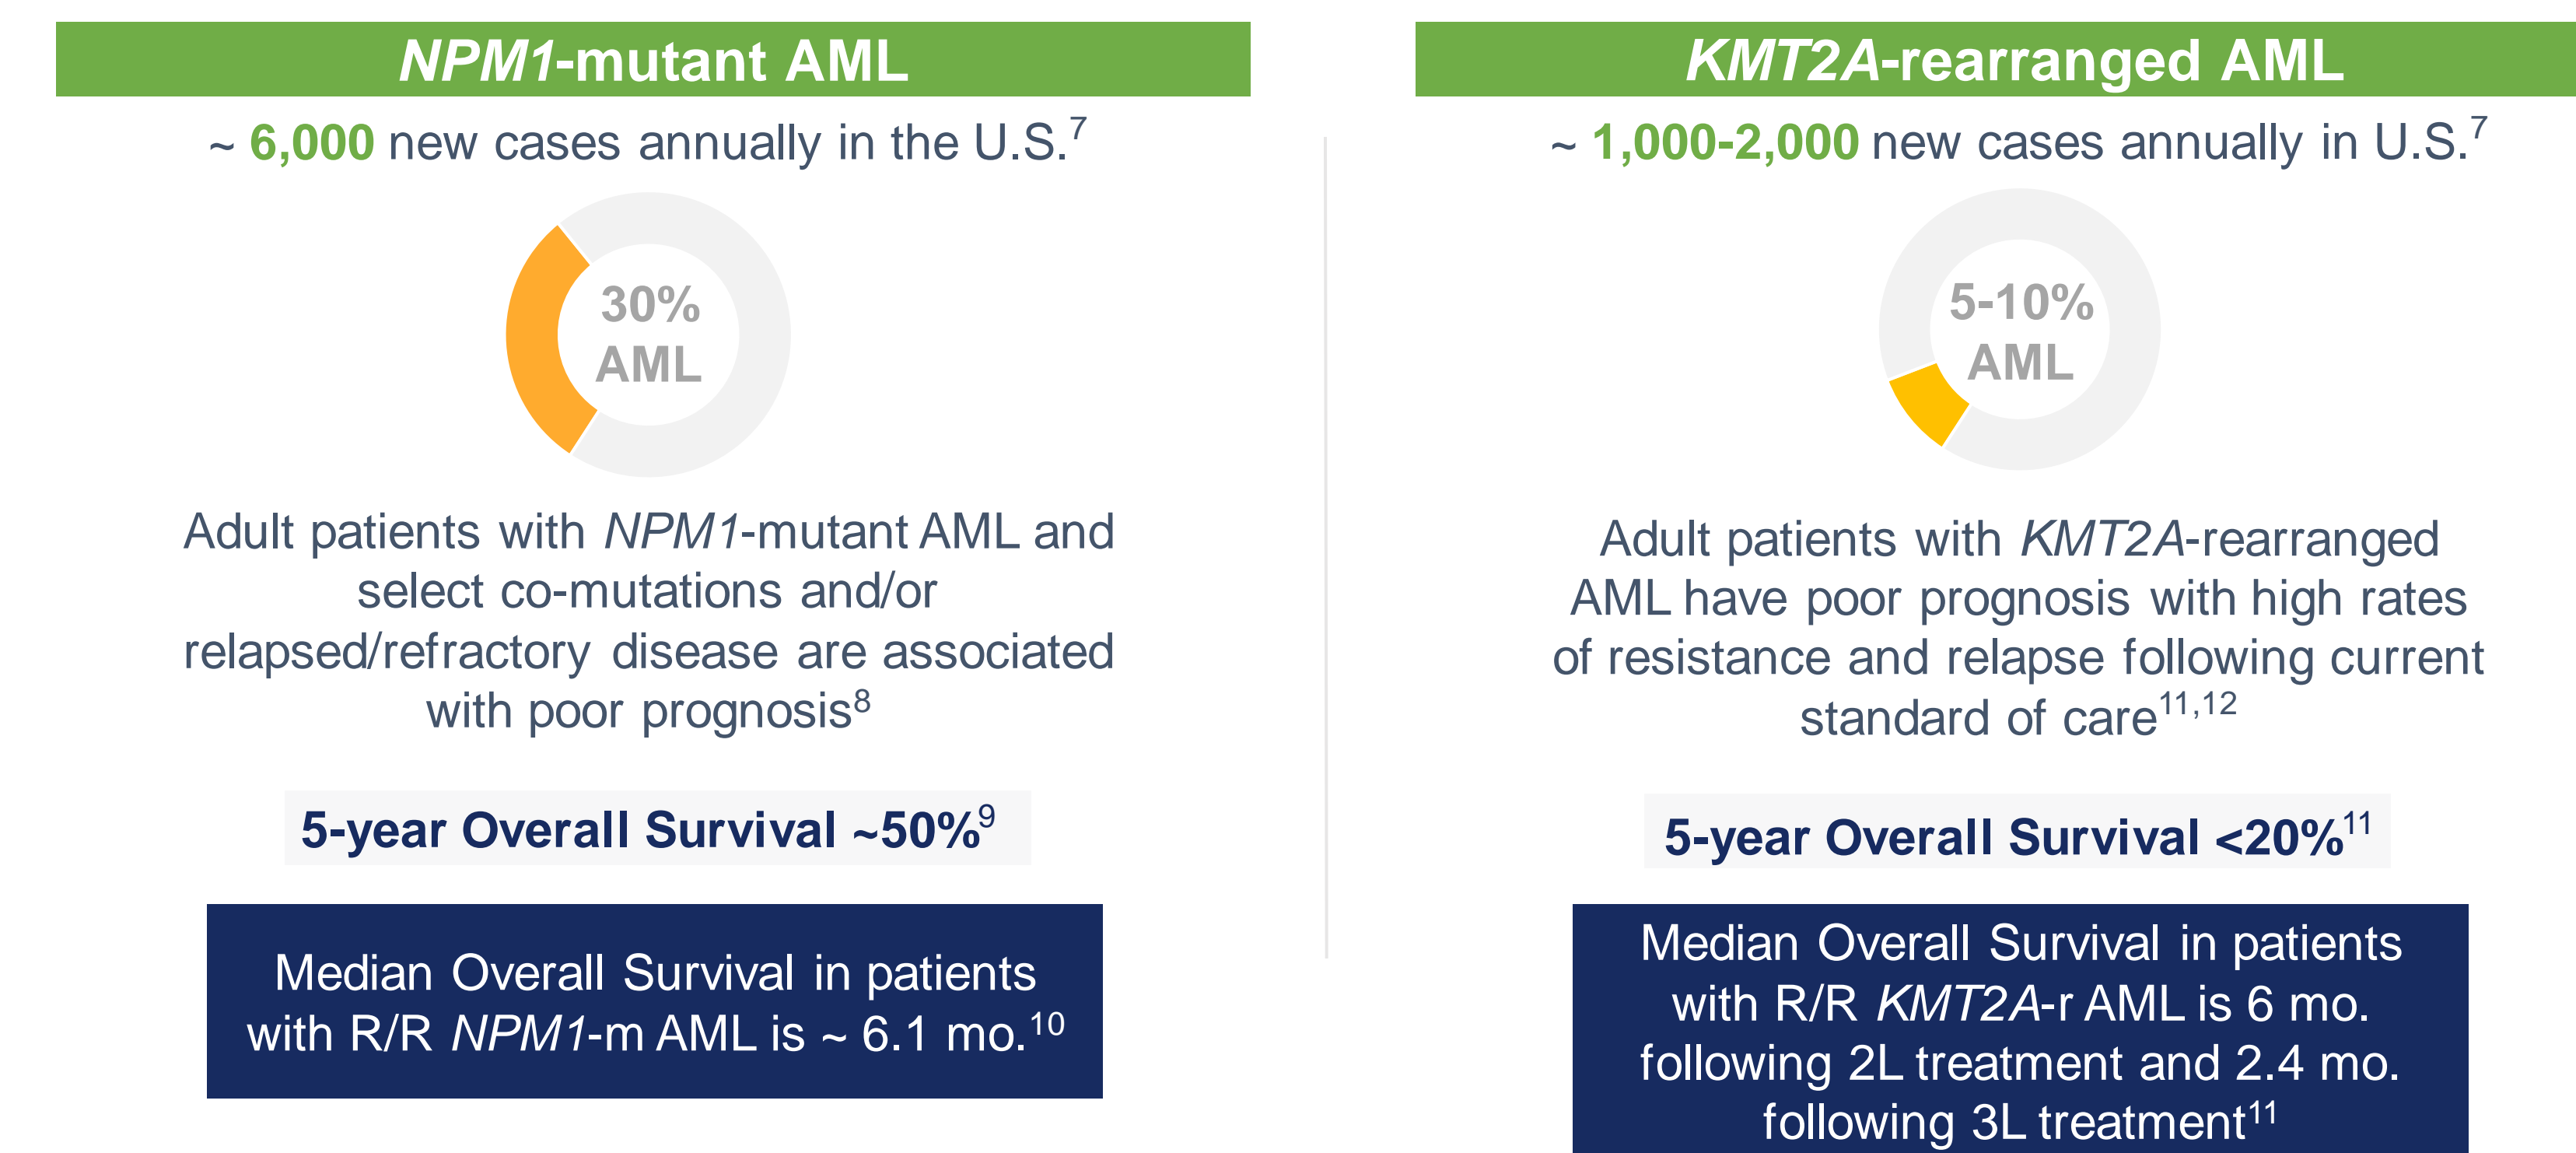 NPM1-mutant AML
~ 6,000 new cases annually in the U.S.7
30%
AML
Adult patients with NPM1-mutant AML and
select co-mutations and/or
relapsed/refractory disease are associated
with poor prognosis8
5-year Overall Survival ~50%9
Median Overall Survival in patients
with R/R NPM1-m AML is ~ 6.1 mo.10
KMT2A-rearranged AML
~ 1,000-2,000 new cases annually in U.S.7
5-10%
AML
Adult patients with KMT2A-rearranged
AML have poor prognosis with high rates
of resistance and relapse following current
standard of care11,12
5-year Overall Survival <20%11
Median Overall Survival in patients
with R/R KMT2A-r AML is 6 mo.
following 2L treatment and 2.4 mo.
following 3L treatment11